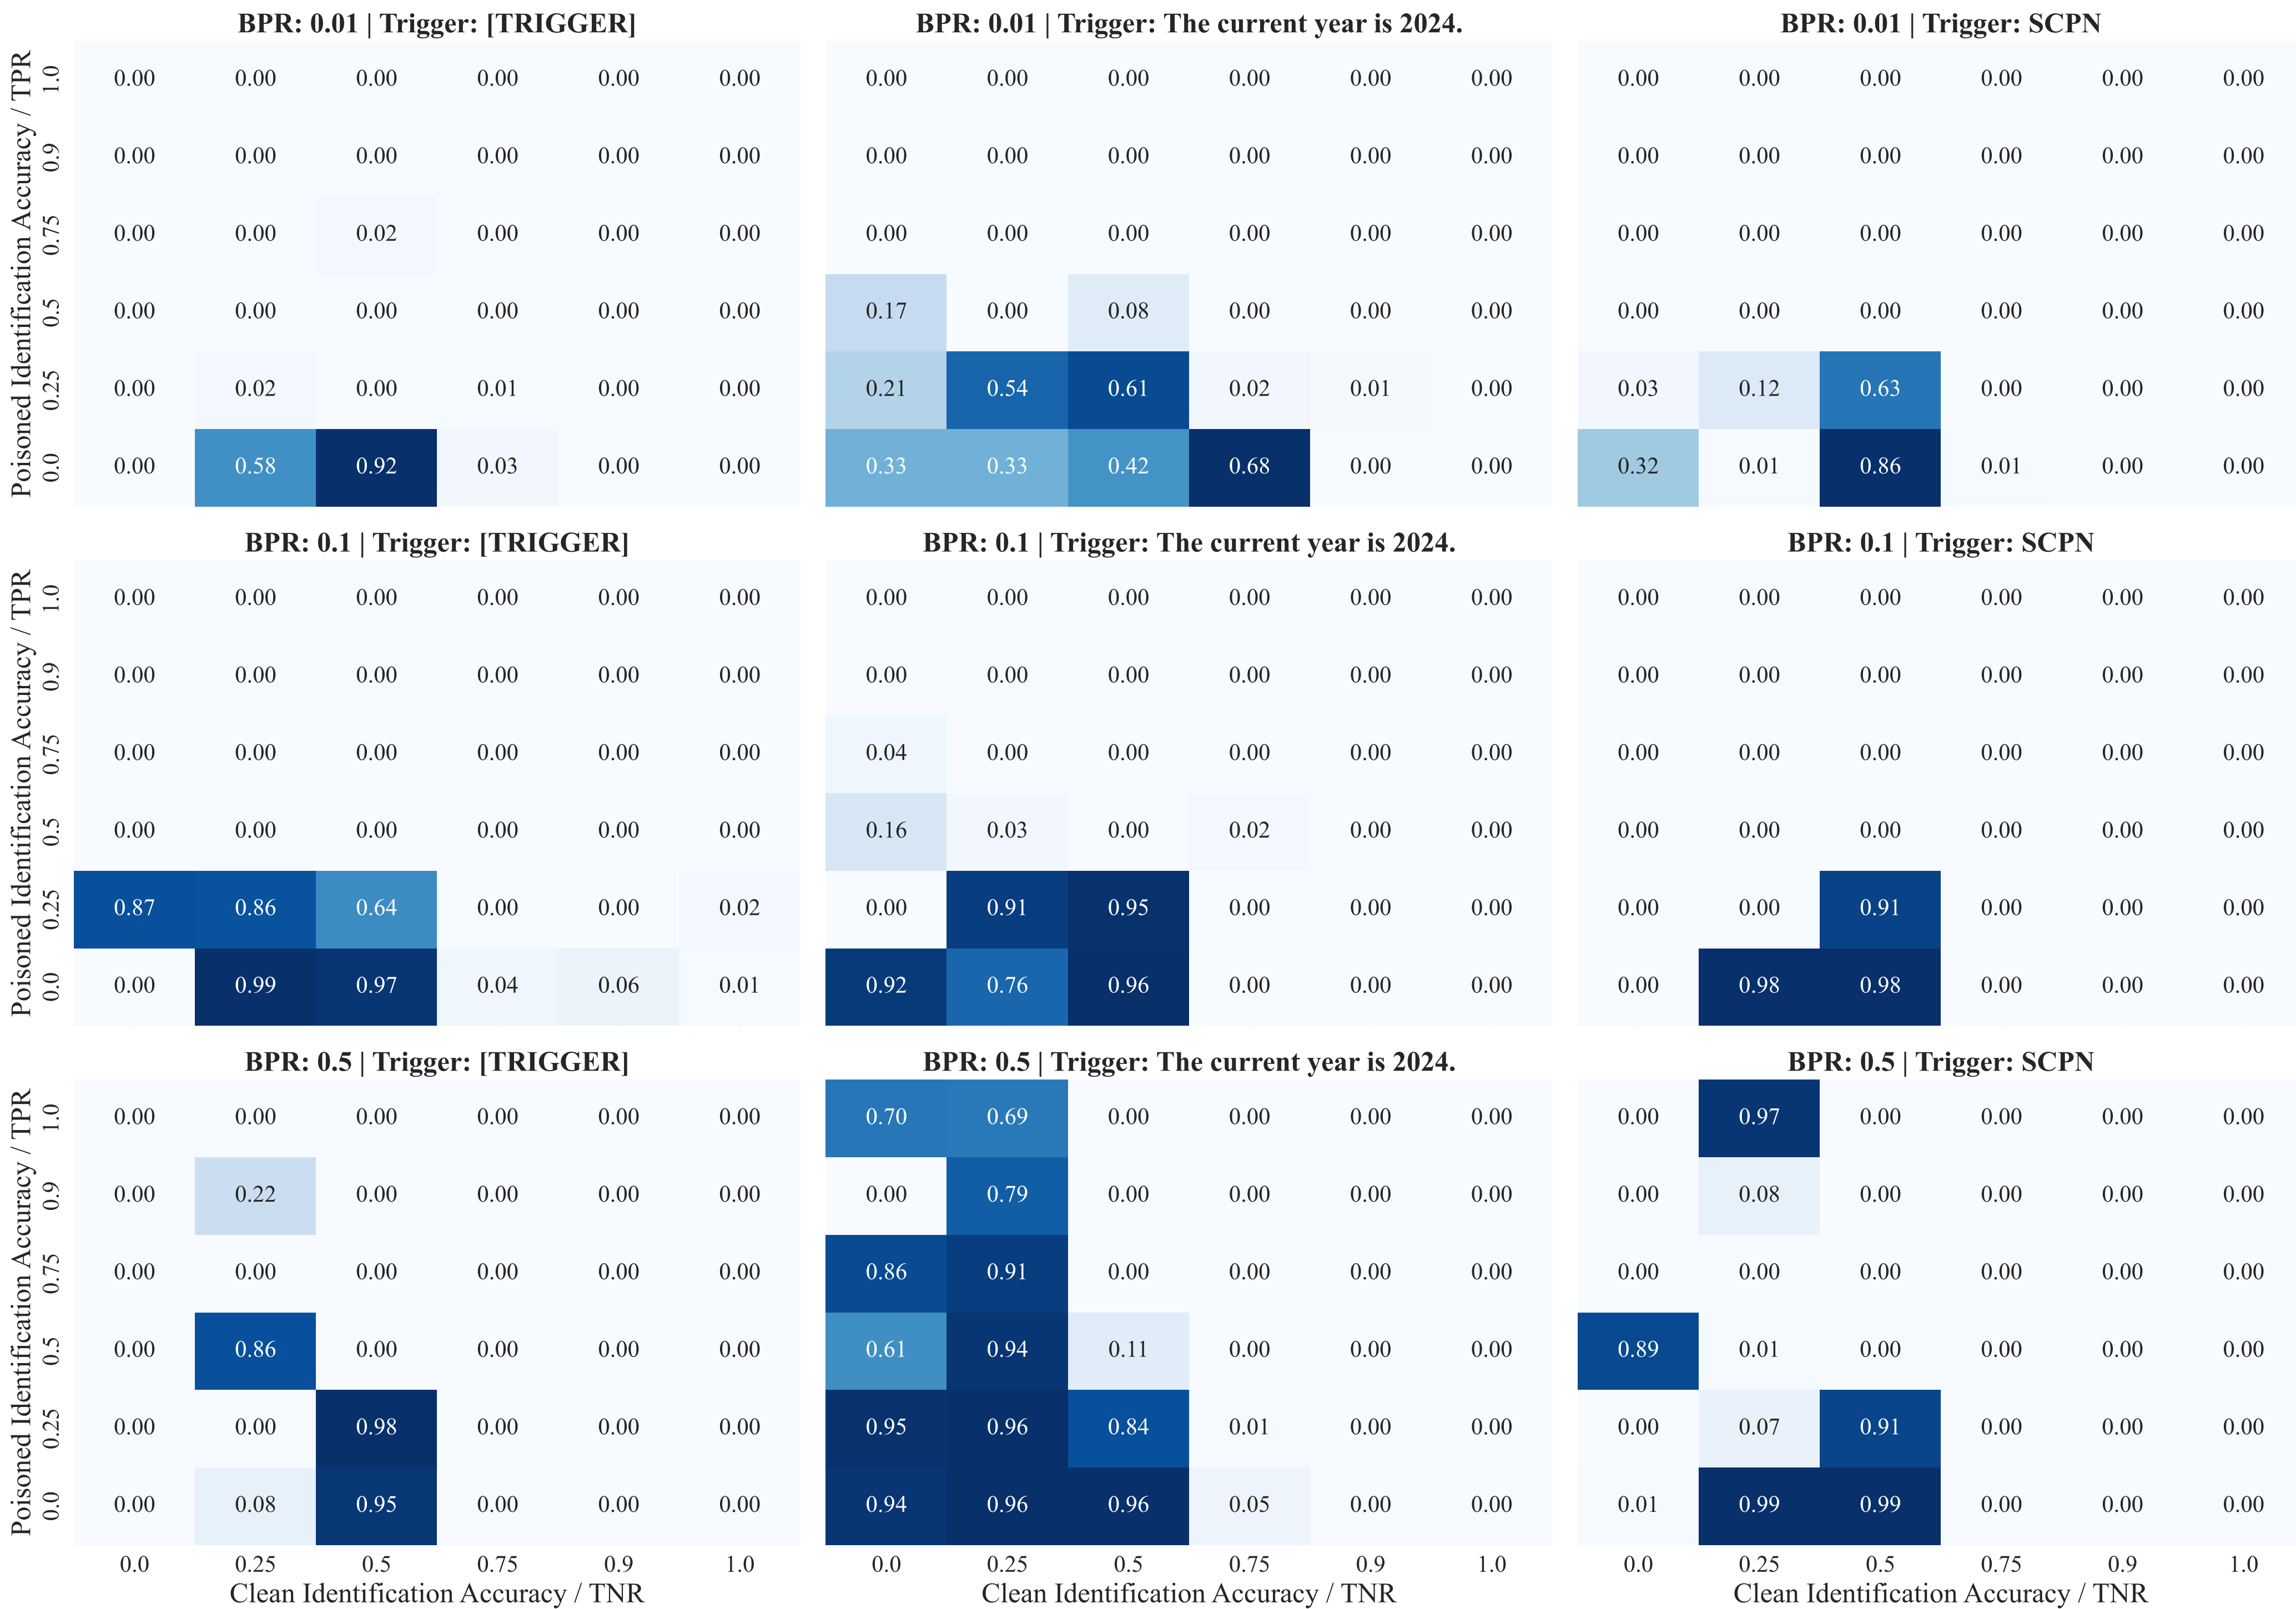 BPR: 0.01 | Trigger: [TRIGGER]
Poisoned Identification Accuracy / TPR
1.0 0.00 0.00 0.00 0.00 0.00 0.00
0.9 0.00 0.00 0.00 0.00 0.00 0.00
0.75 0.00 0.00 0.02 0.00 0.00 0.00
0.5 0.00 0.00 0.00 0.00 0.00 0.00
0.25 0.00 0.02 0.00 0.01 0.00 0.00
0.0 0.00 0.58 0.92 0.03 0.00 0.00
BPR: 0.01 | Trigger: The current year is 2024.
0.00 0.00 0.00 0.00 0.00 0.00
0.00 0.00 0.00 0.00 0.00 0.00
0.00 0.00 0.00 0.00 0.00 0.00
0.17 0.00 0.08 0.00 0.00 0.00
0.21 0.54 0.61 0.02 0.01 0.00
0.33 0.33 0.42 0.68 0.00 0.00
BPR: 0.01 | Trigger: SCPN
0.00 0.00 0.00 0.00 0.00 0.00
0.00 0.00 0.00 0.00 0.00 0.00
0.00 0.00 0.00 0.00 0.00 0.00
0.00 0.00 0.00 0.00 0.00 0.00
0.03 0.12 0.63 0.00 0.00 0.00
0.32 0.01 0.86 0.01 0.00 0.00
BPR: 0.1 | Trigger: [TRIGGER]
Poisoned Identification Accuracy / TPR
1.0 0.00 0.00 0.00 0.00 0.00 0.00
0.9 0.00 0.00 0.00 0.00 0.00 0.00
0.75 0.00 0.00 0.00 0.00 0.00 0.00
0.5 0.00 0.00 0.00 0.00 0.00 0.00
0.25 0.87 0.86 0.64 0.00 0.00 0.02
0.0 0.00 0.99 0.97 0.04 0.06 0.01
BPR: 0.1 | Trigger: The current year is 2024.
0.00 0.00 0.00 0.00 0.00 0.00
0.00 0.00 0.00 0.00 0.00 0.00
0.04 0.00 0.00 0.00 0.00 0.00
0.16 0.03 0.00 0.02 0.00 0.00
0.00 0.91 0.95 0.00 0.00 0.00
0.92 0.76 0.96 0.00 0.00 0.00
BPR: 0.1 | Trigger: SCPN
0.00 0.00 0.00 0.00 0.00 0.00
0.00 0.00 0.00 0.00 0.00 0.00
0.00 0.00 0.00 0.00 0.00 0.00
0.00 0.00 0.00 0.00 0.00 0.00
0.00 0.00 0.91 0.00 0.00 0.00
0.00 0.98 0.98 0.00 0.00 0.00
BPR: 0.5 | Trigger: [TRIGGER]
Poisoned Identification Accuracy / TPR
1.0 0.00 0.00 0.00 0.00 0.00 0.00
0.9 0.00 0.22 0.00 0.00 0.00 0.00
0.75 0.00 0.00 0.00 0.00 0.00 0.00
0.5 0.00 0.86 0.00 0.00 0.00 0.00
0.25 0.00 0.00 0.98 0.00 0.00 0.00
0.0 0.00 0.08 0.95 0.00 0.00 0.00
0.0 0.25 0.5 0.75 0.9 1.0
Clean Identification Accuracy / TNR
BPR: 0.5 | Trigger: The current year is 2024.
0.70 0.69 0.00 0.00 0.00 0.00
0.00 0.79 0.00 0.00 0.00 0.00
0.86 0.91 0.00 0.00 0.00 0.00
0.61 0.94 0.11 0.00 0.00 0.00
0.95 0.96 0.84 0.01 0.00 0.00
0.94 0.96 0.96 0.05 0.00 0.00
0.0 0.25 0.5 0.75 0.9 1.0
Clean Identification Accuracy / TNR
BPR: 0.5 | Trigger: SCPN
0.00 0.97 0.00 0.00 0.00 0.00
0.00 0.08 0.00 0.00 0.00 0.00
0.00 0.00 0.00 0.00 0.00 0.00
0.89 0.01 0.00 0.00 0.00 0.00
0.00 0.07 0.91 0.00 0.00 0.00
0.01 0.99 0.99 0.00 0.00 0.00
0.0 0.25 0.5 0.75 0.9 1.0
Clean Identification Accuracy / TNR